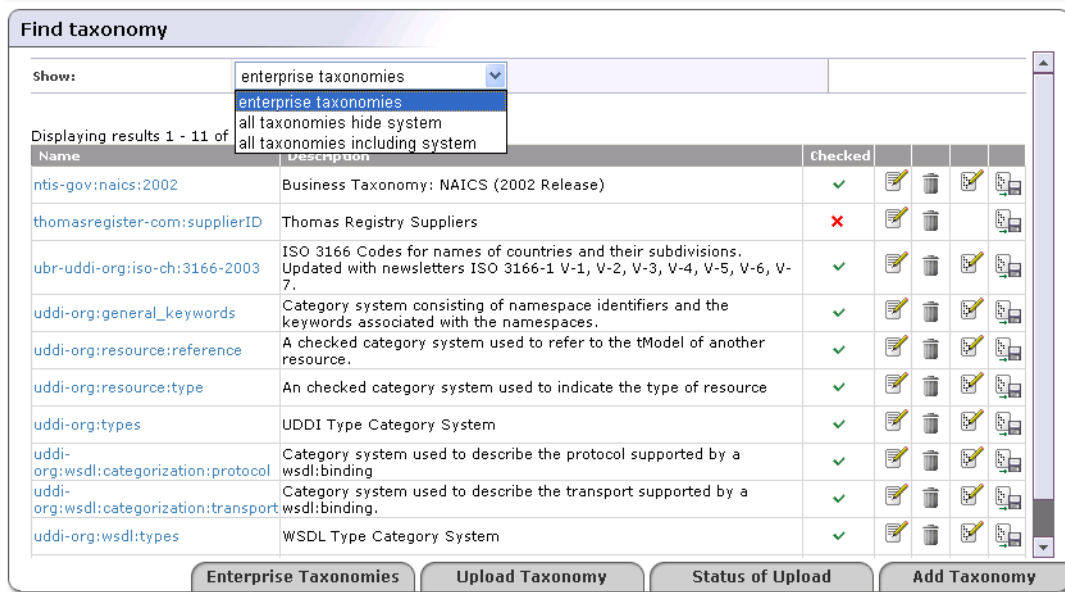 Find taxonomy
Show:
enterprise taxonomies
enterprise taxonomies
all taxonomies hide system
all taxonomies including system
Displaying results 1 - 11 of
Name Description Checked
ntis-gov:naics:2002 Business Taxonomy: NAICS (2002 Release)
thomasregister-com:supplierID Thomas Registry Suppliers
ubr-uddi-org:iso-ch:3166-2003
ISO 3166 Codes for names of countries and their subdivisions.
Updated with newsletters ISO 3166-1 V-1, V-2, V-3, V-4, V-5, V-6, V-
7.
uddi-org:general_keywords
Category system consisting of namespace identifiers and the
keywords associated with the namespaces.
uddi-org:resource:reference
A checked category system used to refer to the tModel of another
resource.
uddi-org:resource:type An checked category system used to indicate the type of resource
uddi-org:types UDDI Type Category System
uddi-
org:wsdl:categorization:protocol
Category system used to describe the protocol supported by a
wsdl:binding
uddi-
org:wsdl:categorization:transport
Category system used to describe the transport supported by a
wsdl:binding.
uddi-org:wsdl:types WSDL Type Category System
Enterprise Taxonomies Upload Taxonomy Status of Upload Add Taxonomy